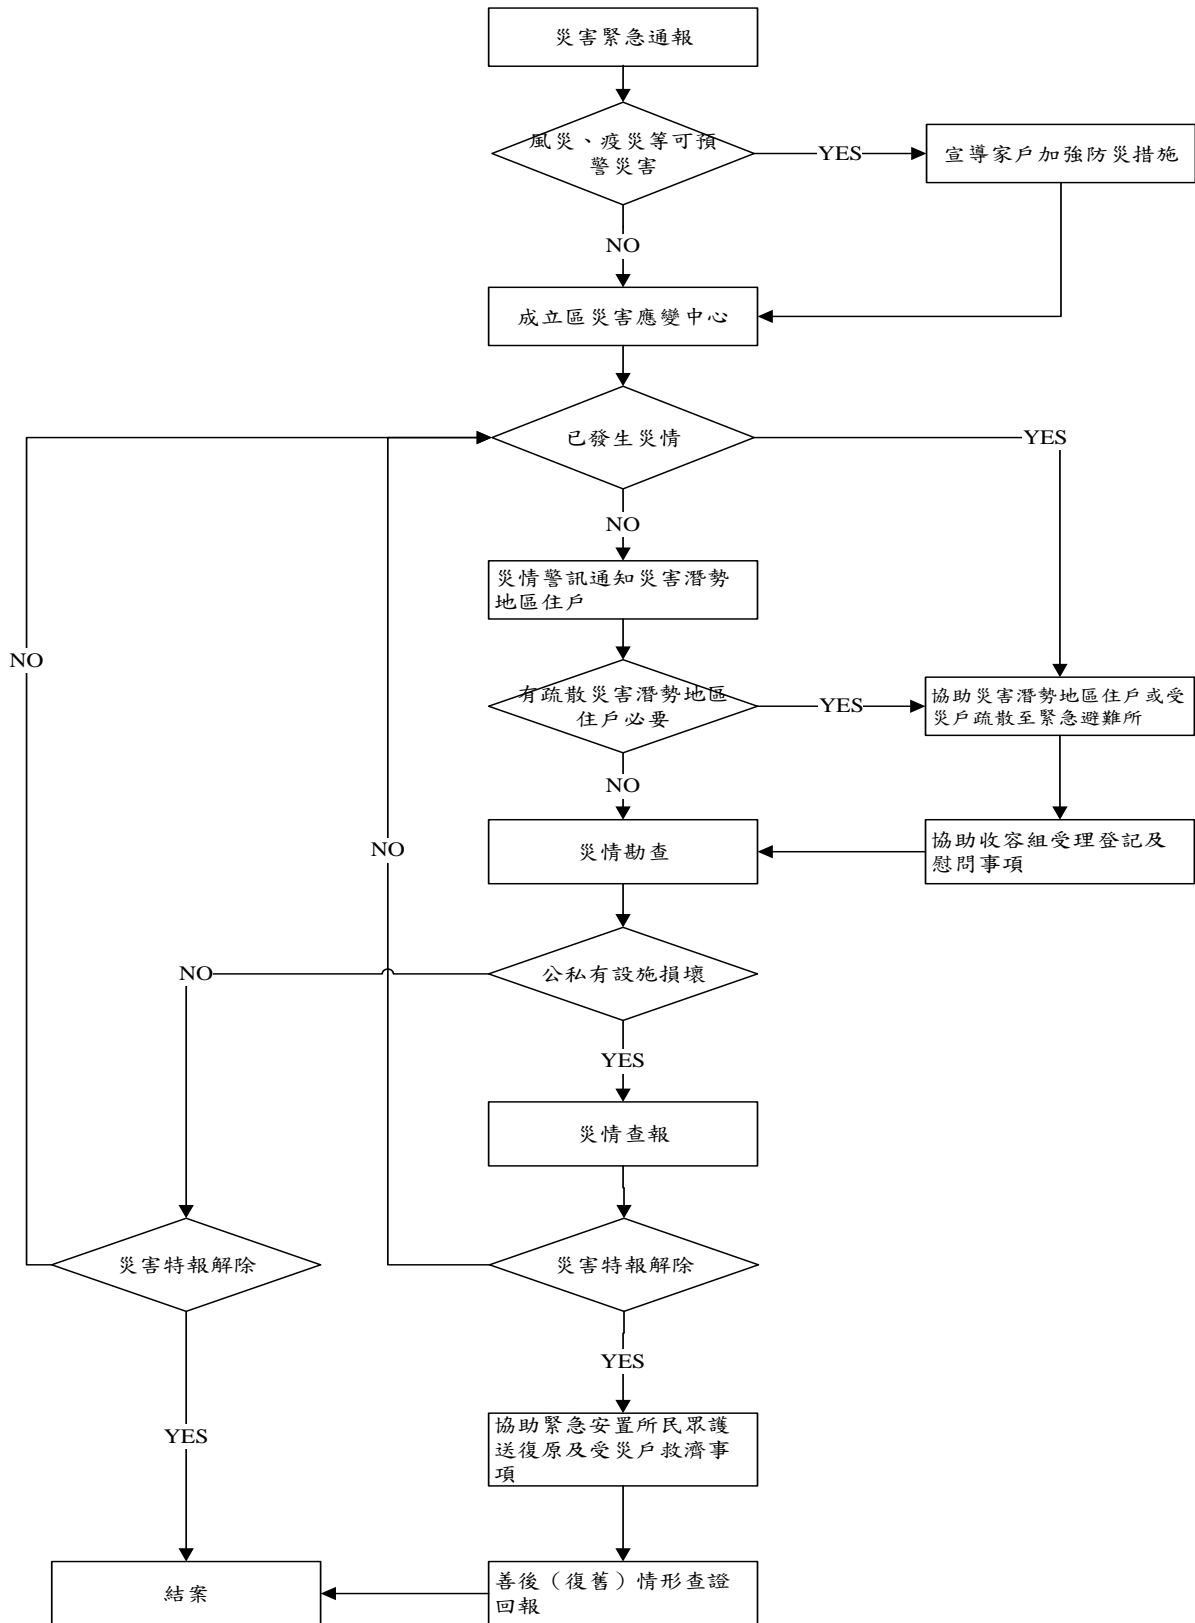 災害緊急通報
風災、疫災等可預
警災害
YES
宣導家戶加強防災措施
NO
成立區災害應變中心
已發生災情
YES
NO
災情警訊通知災害潛勢
地區住戶
NO
有疏散災害潛勢地區
住戶必要
YES
協助災害潛勢地區住戶或受
災戶疏散至緊急避難所
NO
災情勘查
協助收容組受理登記及
慰問事項
NO
公私有設施損壞
NO
YES
災情查報
災害特報解除
災害特報解除
YES
YES
協助緊急安置所民眾護
送復原及受災戶救濟事
項
善後（復舊）情形查證
回報
結案